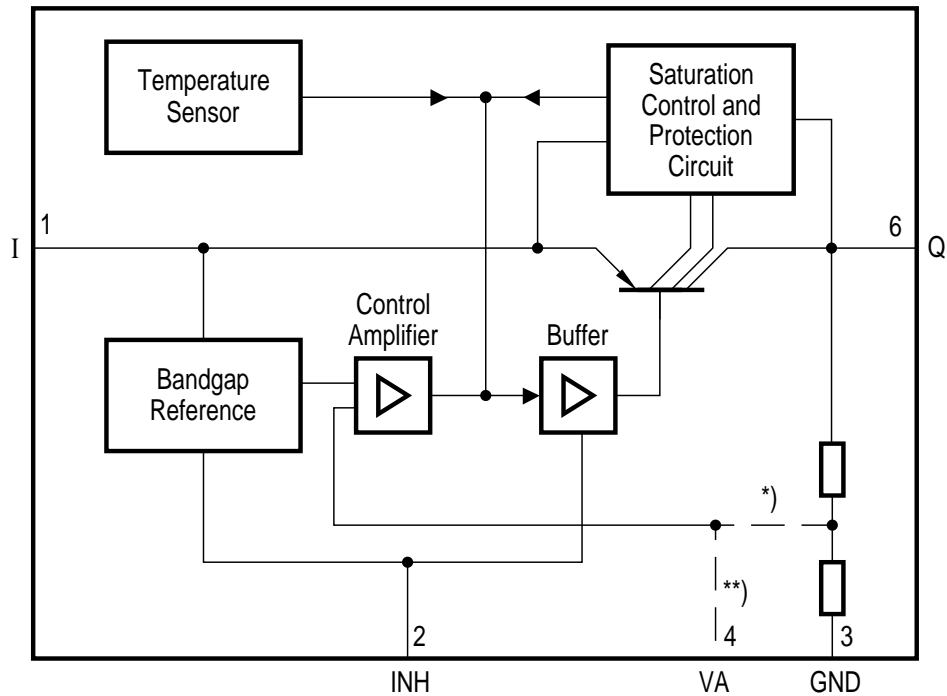 Temperature
Sensor
Saturation
Control and
Protection
Circuit
1
6
I
Q
Control
Amplifier
Buffer
Bandgap
Reference
*)
**)
2
4
3
INH
VA
GND